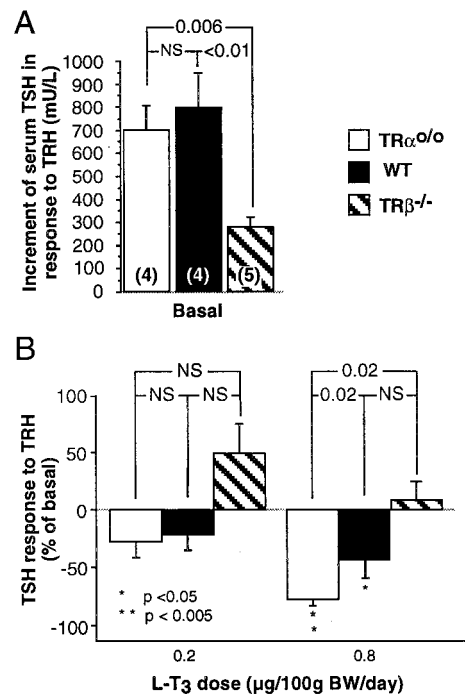 A
0.006
NS <0.01
Increment of serum TSH in
response to TRH (mU/L)
1000
900
800
700
600
500
400
300
200
100
0
(4) (4) (5)
Basal
TRα⁰/⁰
WT
TRβ⁻/⁻
B
NS 0.02
NS NS 0.02 NS
TSH response to TRH
(% of basal)
100
50
0
-50
-100
* p <0.05
** p < 0.005
*
*
*
0.2 0.8
L-T₃ dose (µg/100g BW/day)